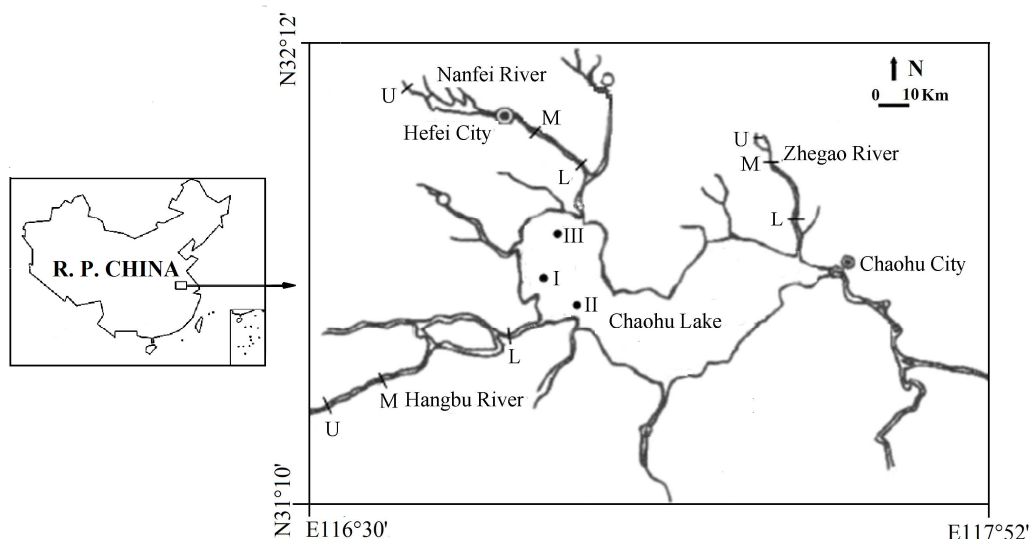 N32°12'
Nanfei River
U
M
Hefei City
L
N
0 10 Km
U
M
Zhegao River
L
III
I
II
Chaohu City
Chaohu Lake
R. P. CHINA
L
M Hangbu River
U
N31°10'
E116°30'
E117°52'